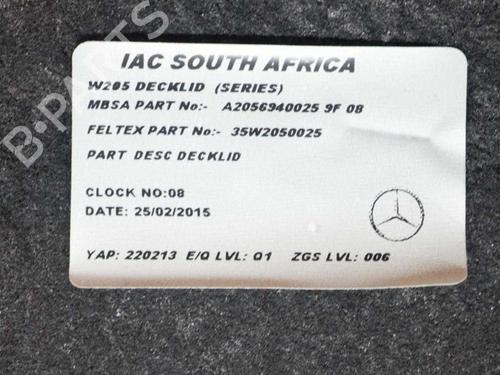 IAC SOUTH AFRICA
W205 DECKLID (SERIES)
MBSA PART No:- A2056940025 9F 08
FELTEX PART No:- 35W2050025
PART DESC DECKLID
CLOCK NO:08
DATE: 25/02/2015
YAP: 220213 E/Q LVL: Q1 ZGS LVL: 006
B-PARTS